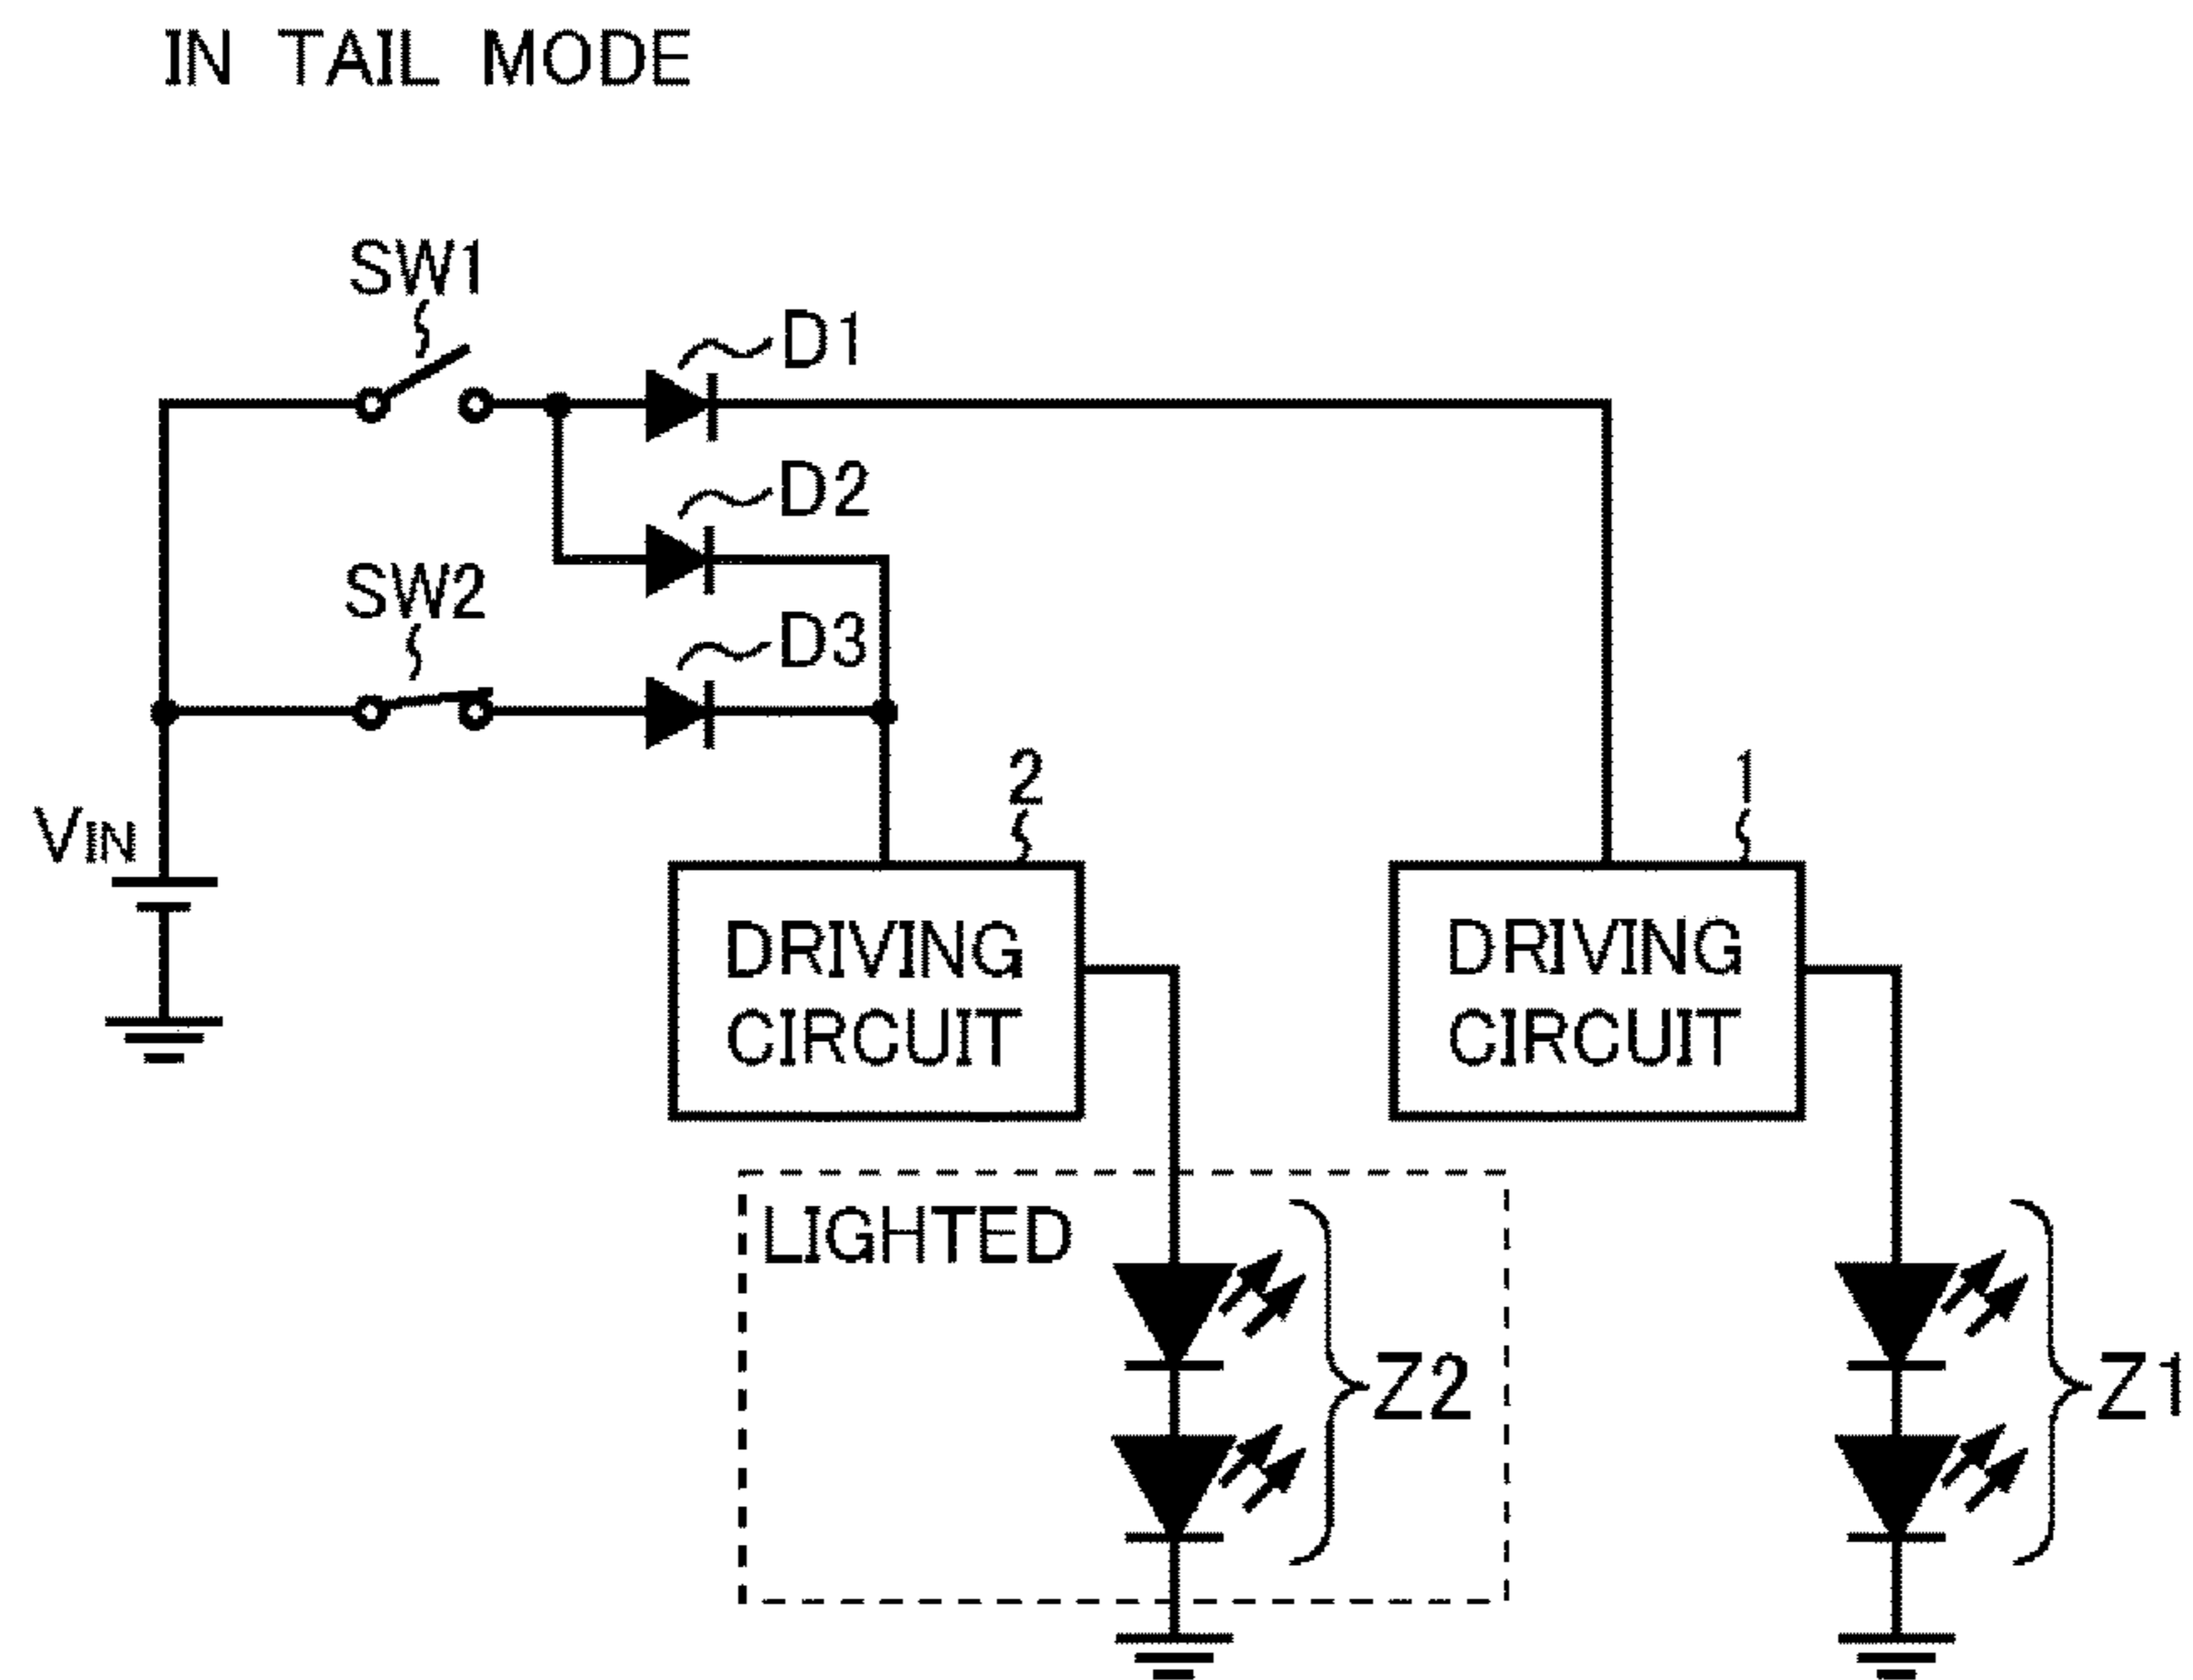 IN TAIL MODE
SW1
D1
D2
SW2
D3
2
1
VIN
DRIVING
CIRCUIT
DRIVING
CIRCUIT
LIGHTED
Z2
Z1